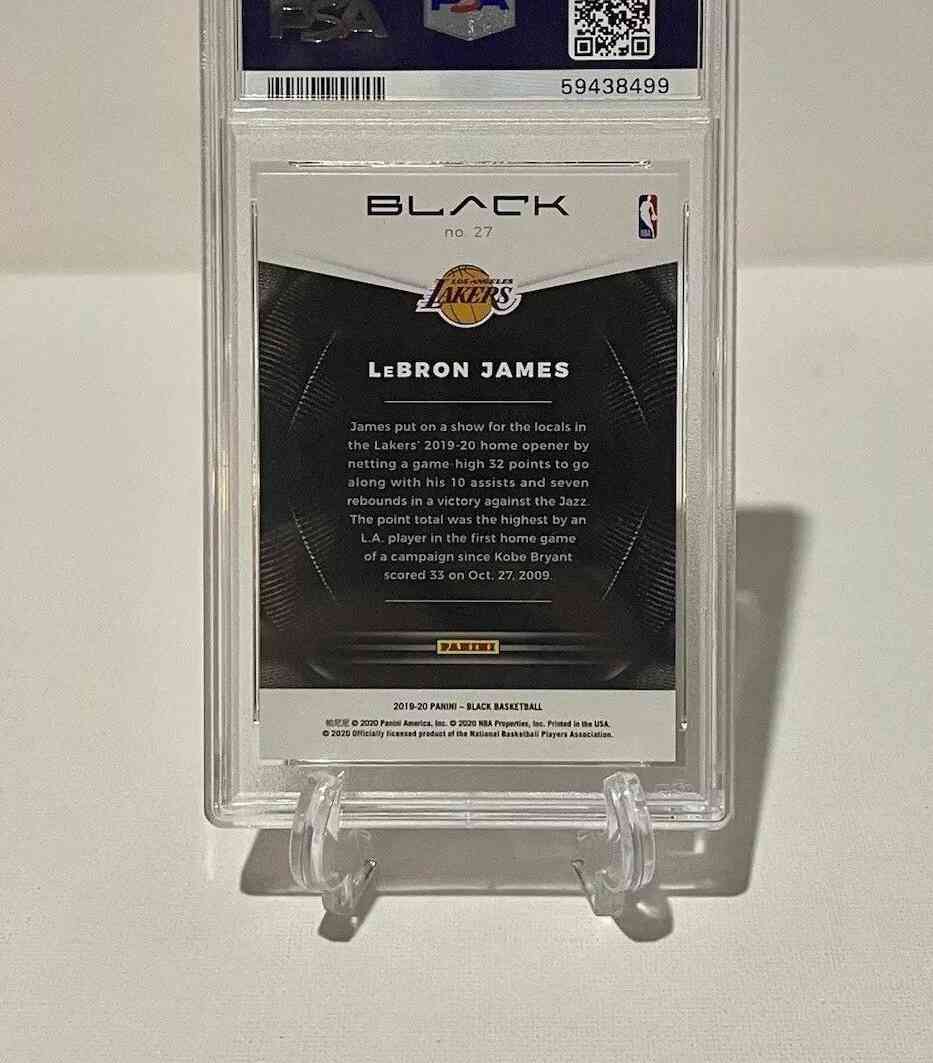 PSA
PSA
59438499
BLACK
no. 27
NBA
LOS ANGELES
LAKERS
LEBRON JAMES
James put on a show for the locals in
the Lakers' 2019-20 home opener by
netting a game-high 32 points to go
along with his 10 assists and seven
rebounds in a victory against the Jazz.
The point total was the highest by an
L.A. player in the first home game
of a campaign since Kobe Bryant
scored 33 on Oct. 27, 2009.
PANINI
2019-20 PANINI – BLACK BASKETBALL
帕尼尼 © 2020 Panini America, Inc. © 2020 NBA Properties, Inc. Printed in the USA.
© 2020 Officially licensed product of the National Basketball Players Association.